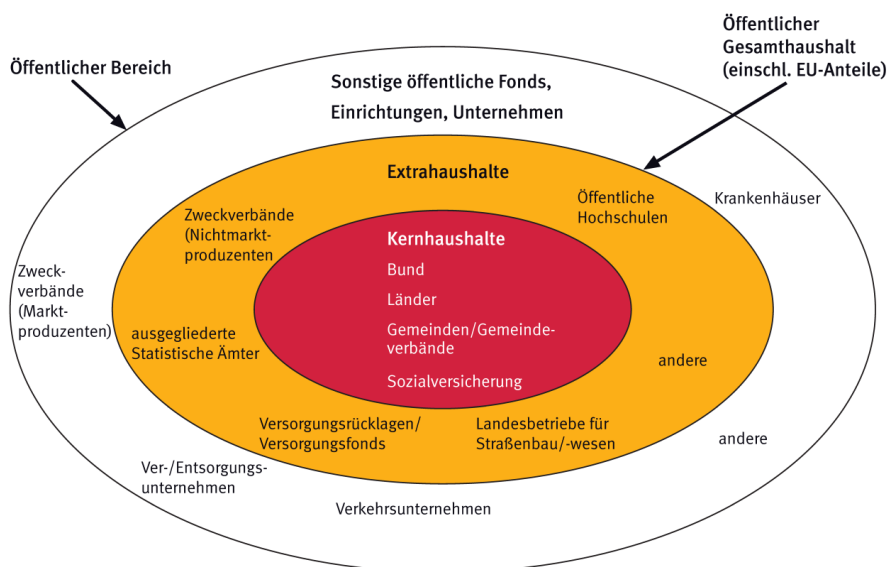 Öffentlicher
Gesamthaushalt
(einschl. EU-Anteile)
Öffentlicher Bereich
Sonstige öffentliche Fonds,
Einrichtungen, Unternehmen
Extrahaushalte
Öffentliche
Hochschulen
Krankenhäuser
Zweckverbände
(Nichtmarkt-
produzenten
Kernhaushalte
Bund
Länder
Gemeinden/Gemeinde-
verbände
Sozialversicherung
Zweck-
verbände
(Markt-
produzenten)
ausgegliederte
Statistische Ämter
andere
Versorgungsrücklagen/
Versorgungsfonds
Landesbetriebe für
Straßenbau/-wesen
andere
Ver-/Entsorgungs-
unternehmen
Verkehrsunternehmen